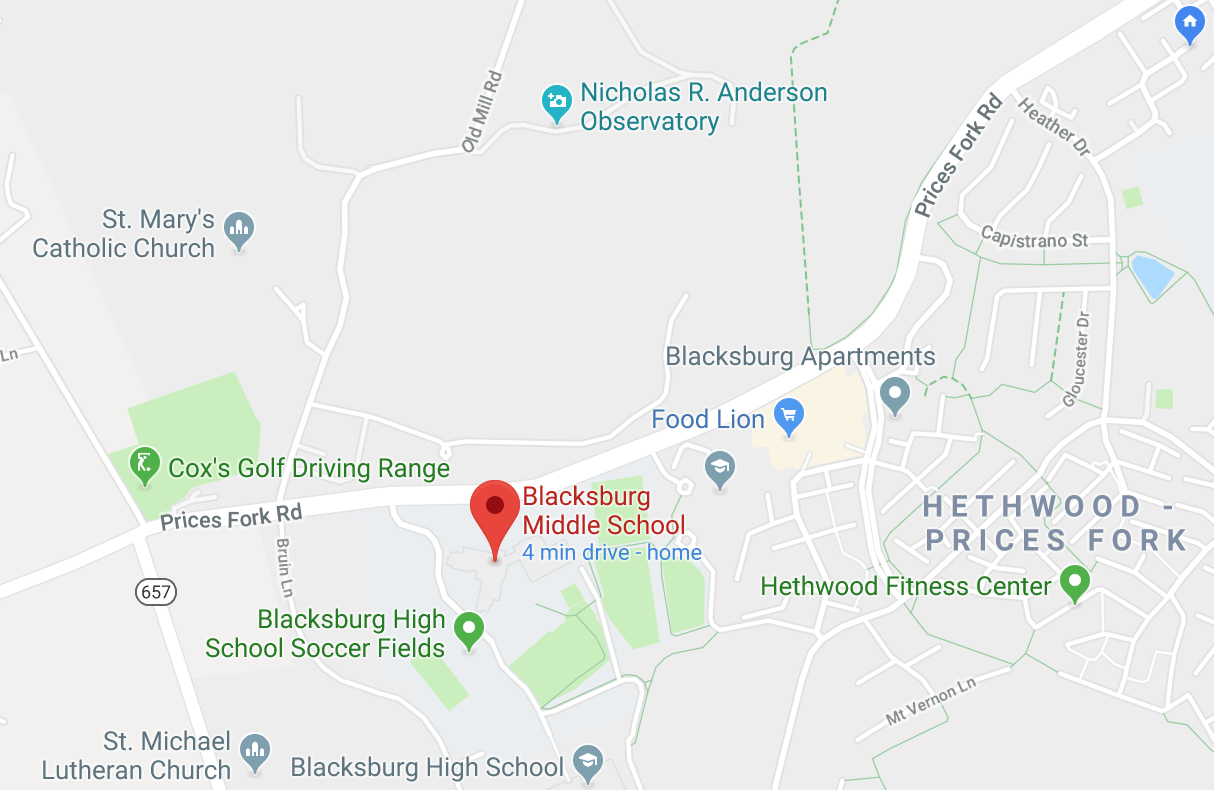 Nicholas R. Anderson
Observatory
Old Mill Rd
Prices Fork Rd
Heather Dr
St. Mary's
Catholic Church
Capistrano St
Ln
Gloucester Dr
Blacksburg Apartments
Food Lion
Cox's Golf Driving Range
Prices Fork Rd
Blacksburg
Middle School
4 min drive - home
HETHWOOD -
PRICES FORK
Bruin Ln
657
Hethwood Fitness Center
Blacksburg High
School Soccer Fields
Mt Vernon Ln
St. Michael
Lutheran Church
Blacksburg High School